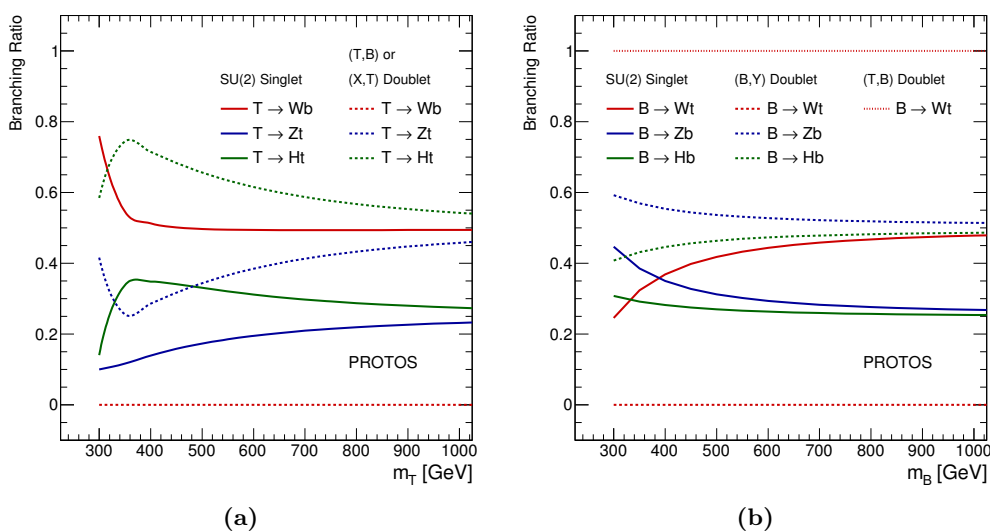 Branching Ratio
1
0.8
0.6
0.4
0.2
0
(T,B) or
SU(2) Singlet (X,T) Doublet
T → Wb T → Wb
T → Zt T → Zt
T → Ht T → Ht
PROTOS
300 400 500 600 700 800 900 1000
m_T [GeV]
(a)
Branching Ratio
1
0.8
0.6
0.4
0.2
0
SU(2) Singlet (B,Y) Doublet (T,B) Doublet
B → Wt B → Wt B → Wt
B → Zb B → Zb
B → Hb B → Hb
PROTOS
300 400 500 600 700 800 900 1000
m_B [GeV]
(b)